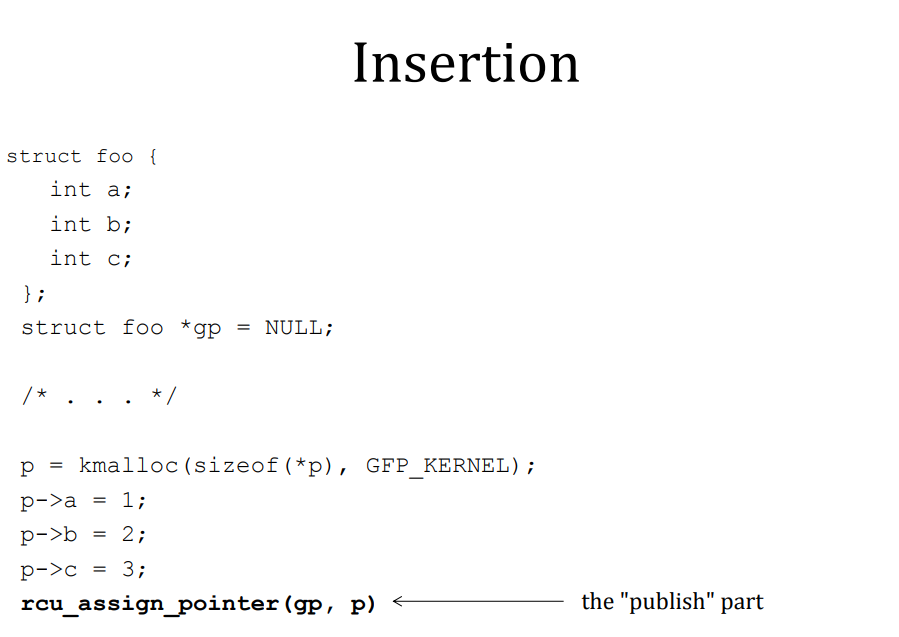 Insertion
struct foo {
int a;
int b;
int c;
};
struct foo *gp = NULL;
/* . . . */
p = kmalloc(sizeof(*p), GFP_KERNEL);
p->a = 1;
p->b = 2;
p->c = 3;
rcu_assign_pointer(gp, p) the "publish" part